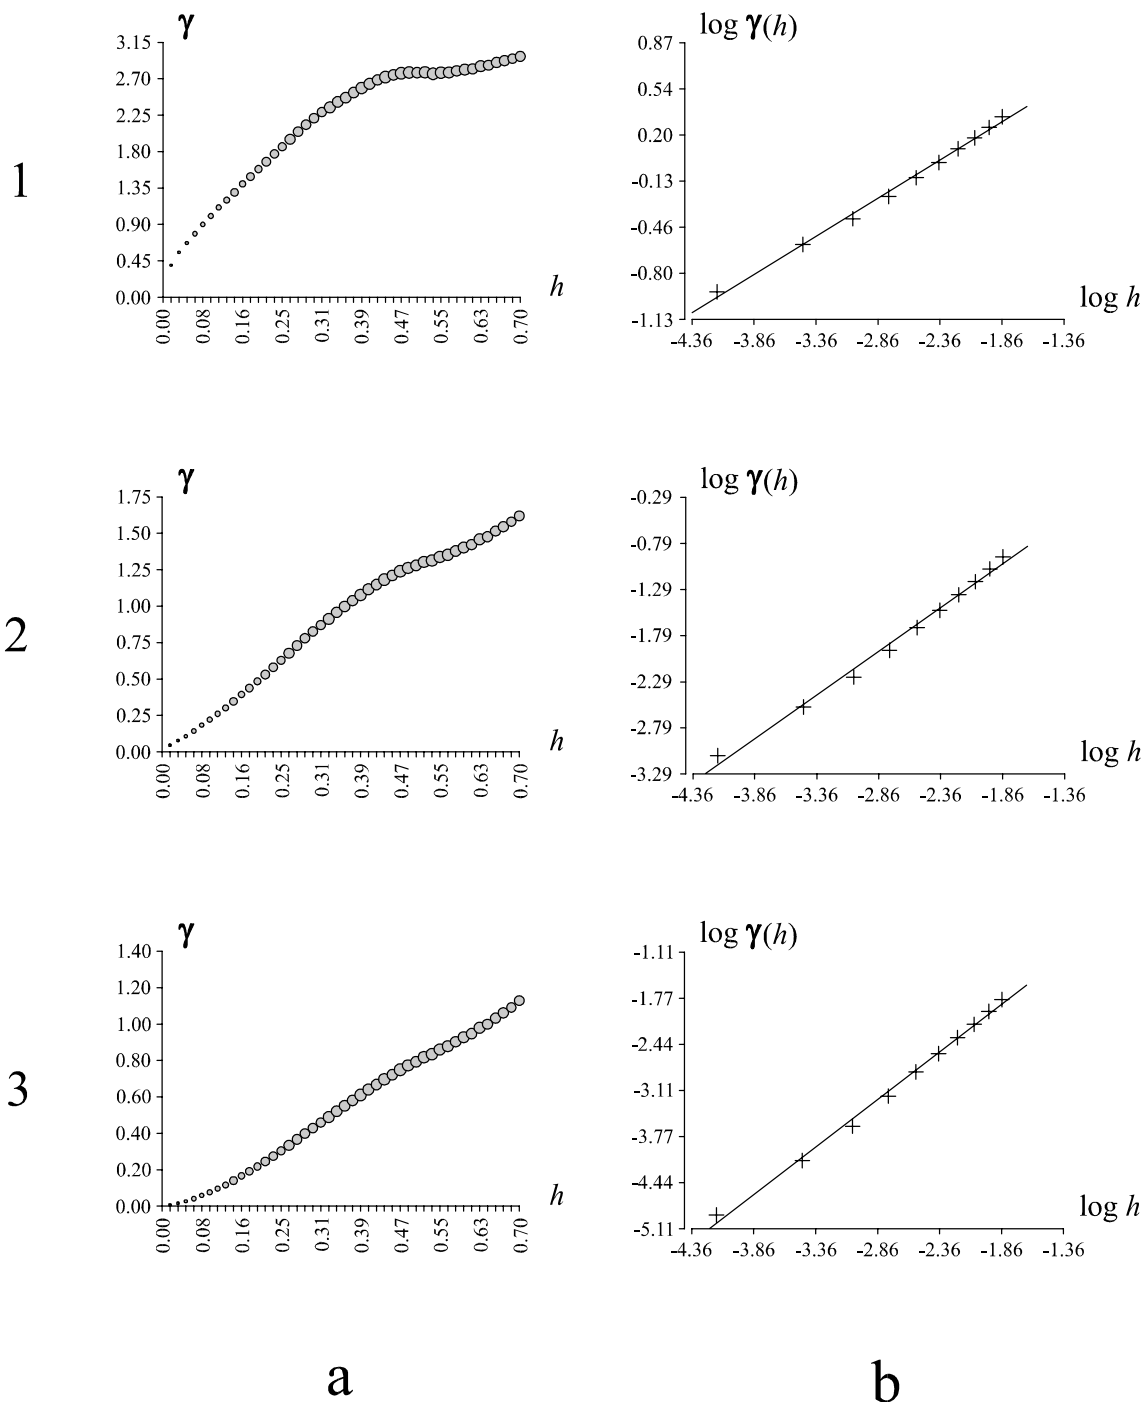 1
γ
3.15
2.70
2.25
1.80
1.35
0.90
0.45
0.00
0.00 0.08 0.16 0.25 0.31 0.39 0.47 0.55 0.63 0.70
h
log γ(h)
0.87
0.54
0.20
-0.13
-0.46
-0.80
-1.13
-4.36 -3.86 -3.36 -2.86 -2.36 -1.86 -1.36
log h
2
γ
1.75
1.50
1.25
1.00
0.75
0.50
0.25
0.00
0.00 0.08 0.16 0.25 0.31 0.39 0.47 0.55 0.63 0.70
h
log γ(h)
-0.29
-0.79
-1.29
-1.79
-2.29
-2.79
-3.29
-4.36 -3.86 -3.36 -2.86 -2.36 -1.86 -1.36
log h
3
γ
1.40
1.20
1.00
0.80
0.60
0.40
0.20
0.00
0.00 0.08 0.16 0.25 0.31 0.39 0.47 0.55 0.63 0.70
h
log γ(h)
-1.11
-1.77
-2.44
-3.11
-3.77
-4.44
-5.11
-4.36 -3.86 -3.36 -2.86 -2.36 -1.86 -1.36
log h
a
b